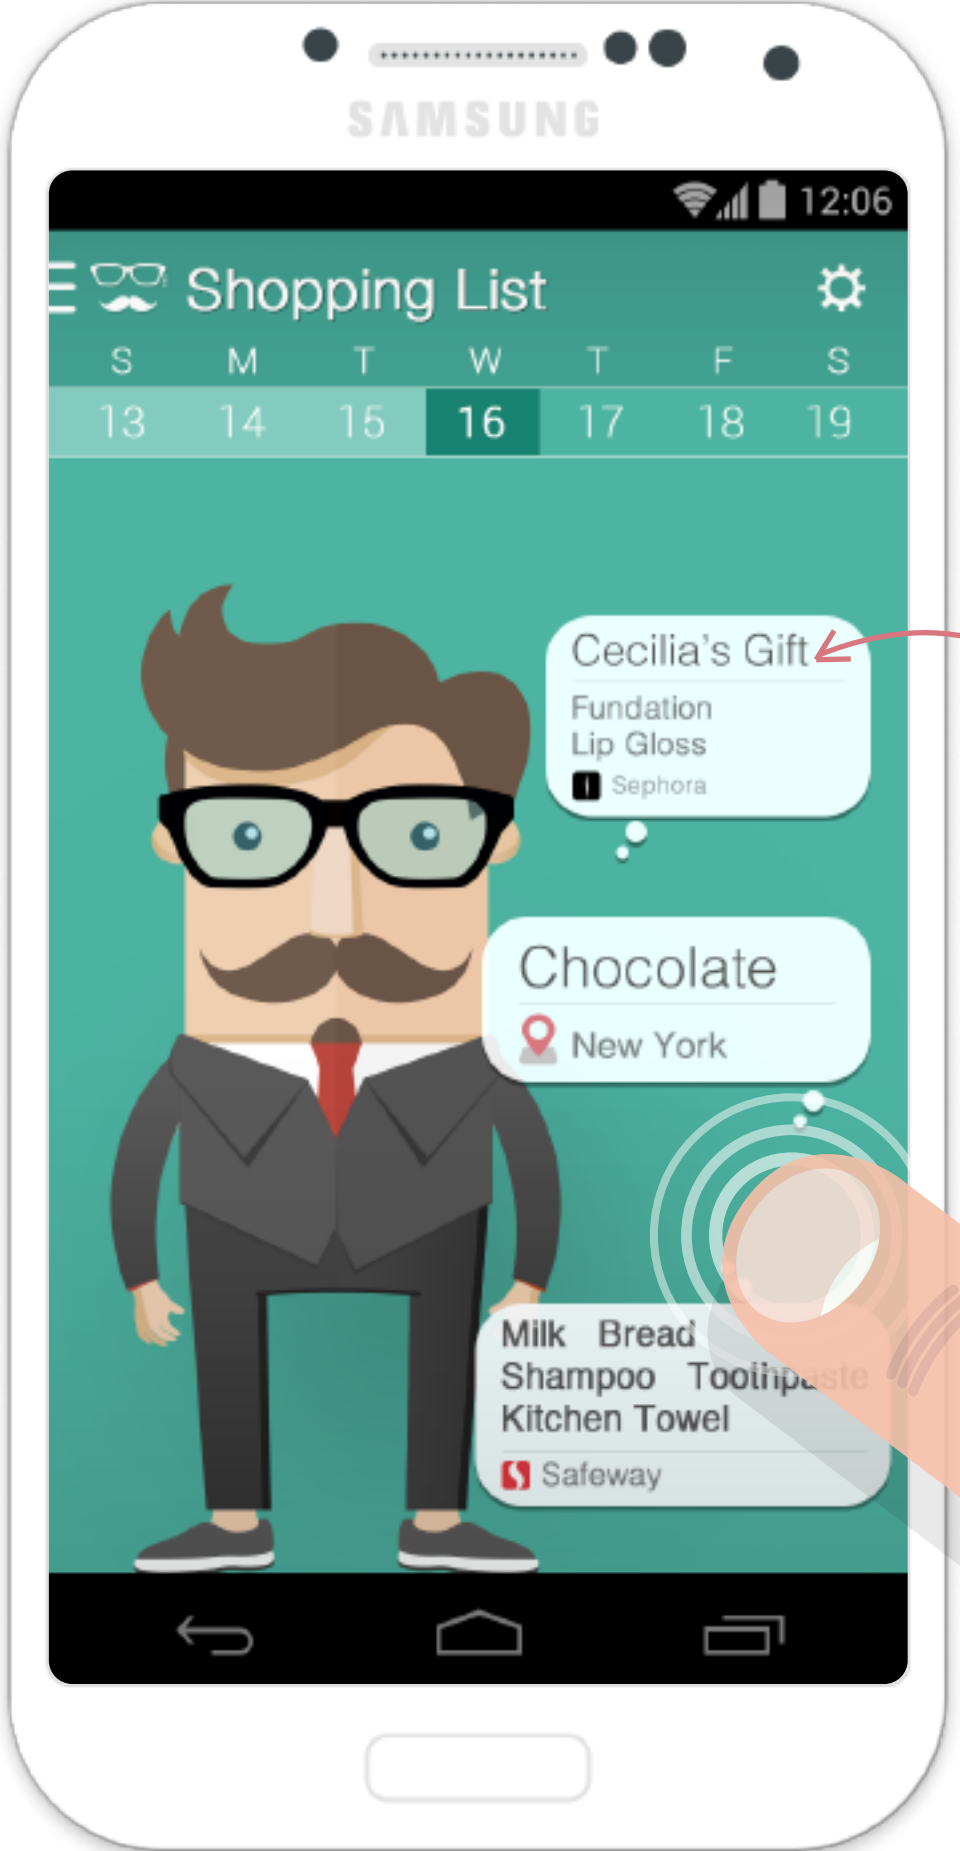 SAMSUNG
12:06
Shopping List
S M T W T F S
13 14 15 16 17 18 19
Cecilia's Gift
Fundation
Lip Gloss
Sephora
Chocolate
New York
Milk Bread
Shampoo Toothpaste
Kitchen Towel
Safeway